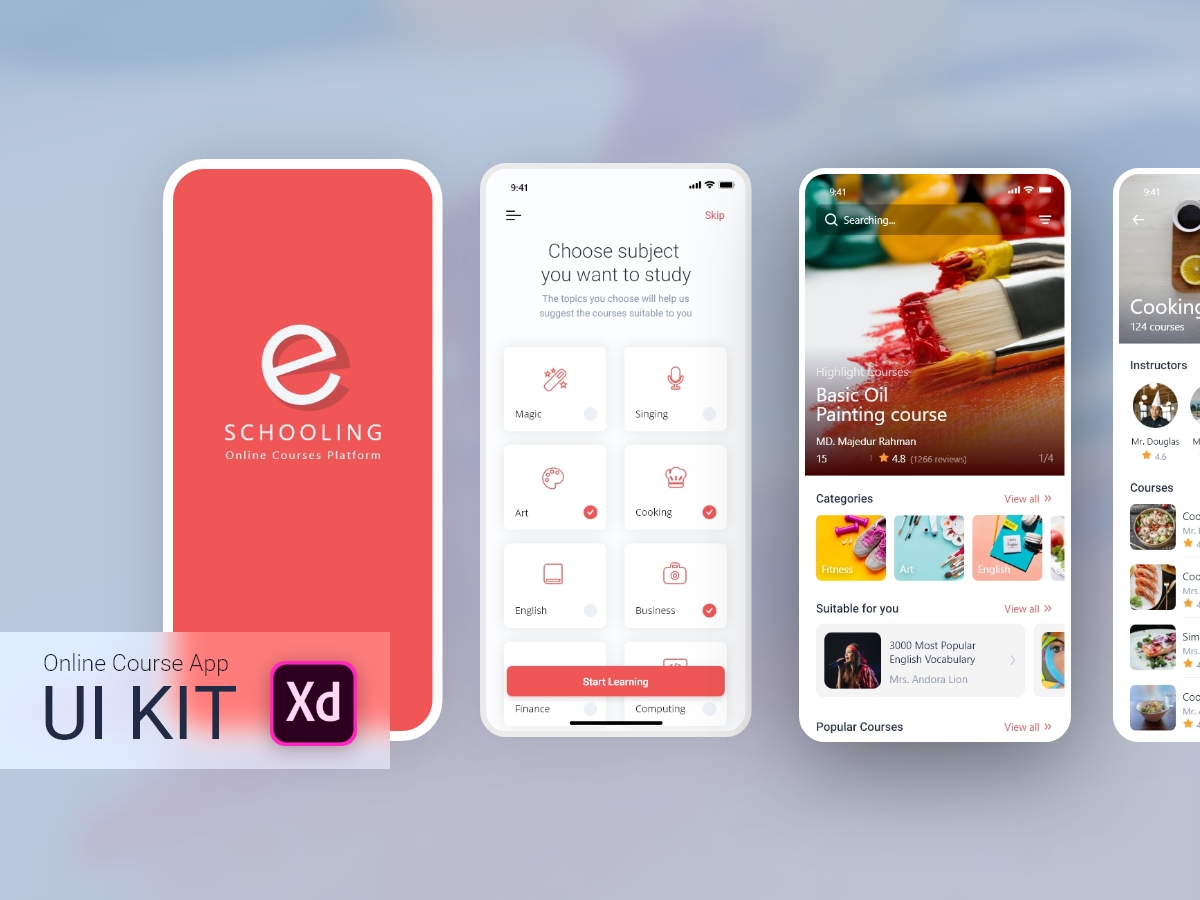 SCHOOLING
Online Courses Platform
Online Course App
UI KIT
Xd
9:41
Skip
Choose subject
you want to study
The topics you choose will help us
suggest the courses suitable to you
Magic
Singing
Art
Cooking
English
Business
Start Learning
Finance
Computing
9:41
Searching...
Highlight Courses
Basic Oil
Painting course
MD. Majedur Rahman
15
4.8 (1266 reviews)
1/4
Categories
View all »
Fitness
Art
English
Suitable for you
View all »
3000 Most Popular
English Vocabulary
Mrs. Andora Lion
Popular Courses
View all »
9:41
Cooking
124 courses
Instructors
Mr. Douglas
4.6
Courses
Coo
Mr.
4
Coo
Mrs.
4
Sim
Mrs.
4
Coo
Mr.
4